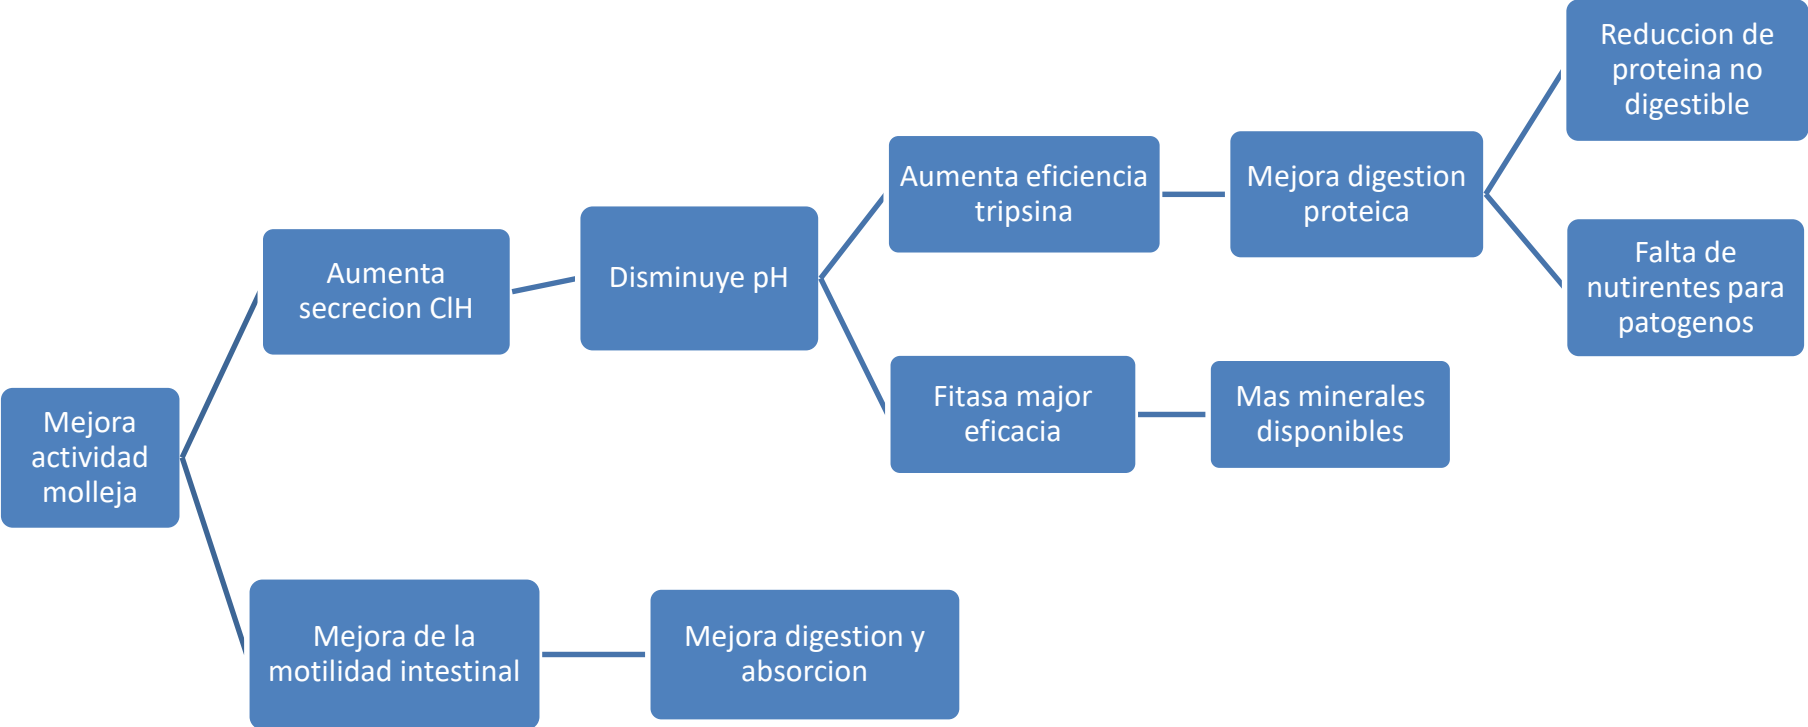 Mejora
actividad
molleja
Aumenta
secrecion ClH
Disminuye pH
Aumenta eficiencia
tripsina
Mejora digestion
proteica
Reduccion de
proteina no
digestible
Falta de
nutirentes para
patogenos
Fitasa major
eficacia
Mas minerales
disponibles
Mejora de la
motilidad intestinal
Mejora digestion y
absorcion